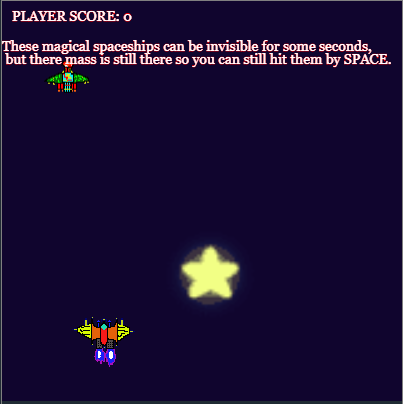 PLAYER SCORE: 0
These magical spaceships can be invisible for some seconds,
but there mass is still there so you can still hit them by SPACE.